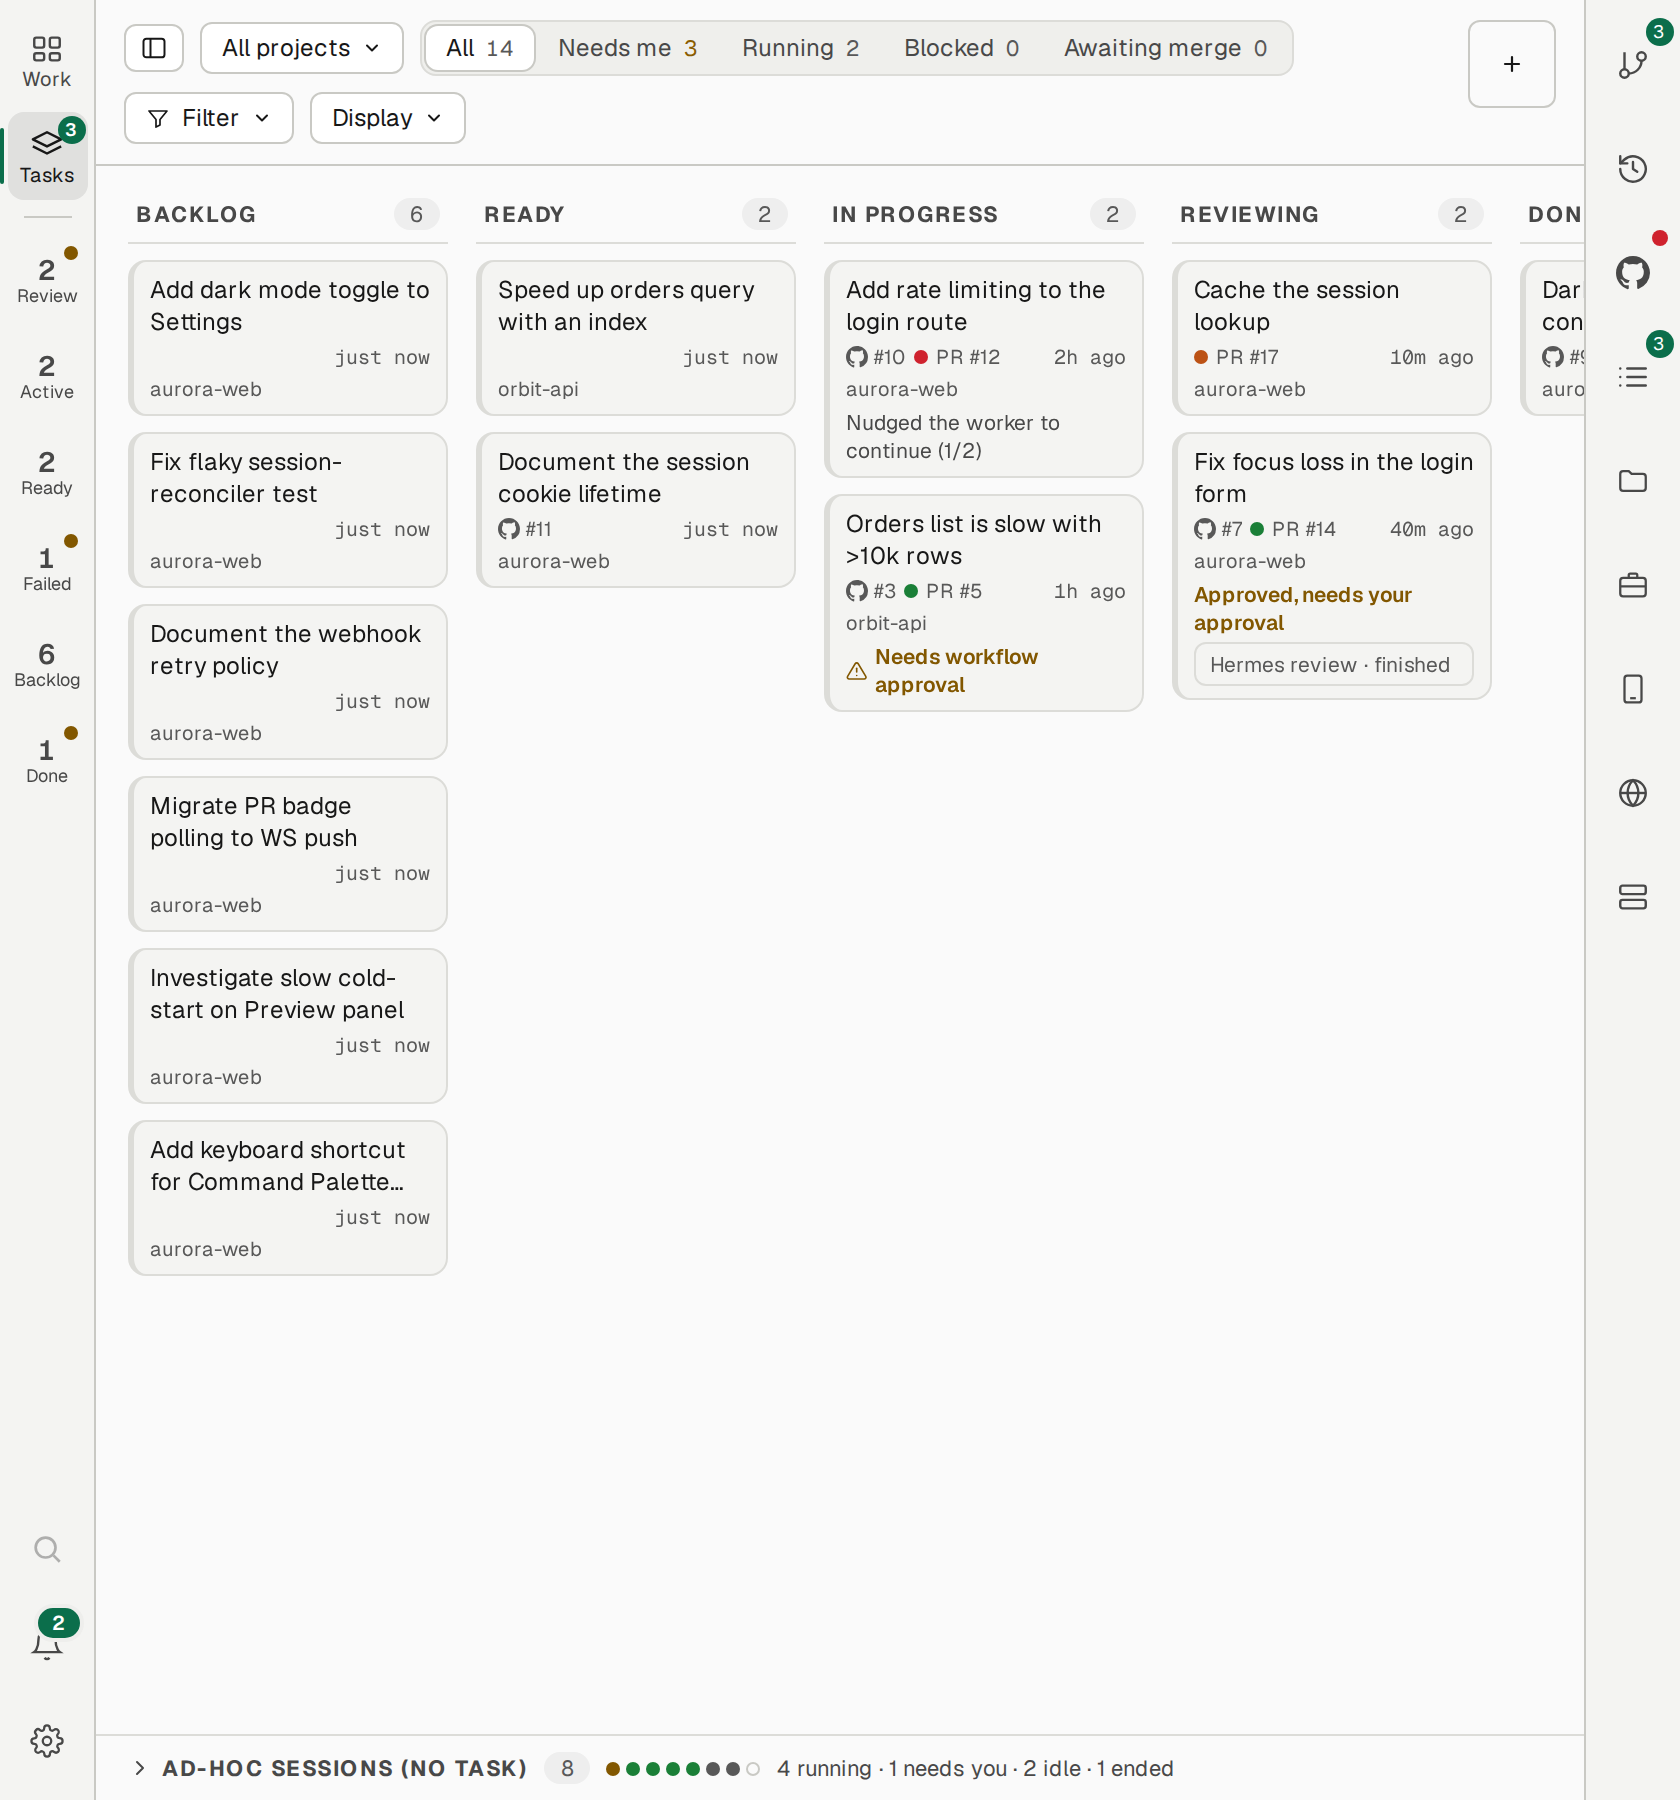 Work
3
Tasks
2
Review
2
Active
2
Ready
1
Failed
6
Backlog
1
Done
2
All projects
All 14
Needs me 3
Running 2
Blocked 0
Awaiting merge 0
Filter
Display
+
BACKLOG 6
Add dark mode toggle to
Settings
just now
aurora-web
Fix flaky session-
reconciler test
just now
aurora-web
Document the webhook
retry policy
just now
aurora-web
Migrate PR badge
polling to WS push
just now
aurora-web
Investigate slow cold-
start on Preview panel
just now
aurora-web
Add keyboard shortcut
for Command Palette…
just now
aurora-web
READY 2
Speed up orders query
with an index
just now
orbit-api
Document the session
cookie lifetime
#11 just now
aurora-web
IN PROGRESS 2
Add rate limiting to the
login route
#10 PR #12 2h ago
aurora-web
Nudged the worker to
continue (1/2)
Orders list is slow with
>10k rows
#3 PR #5 1h ago
orbit-api
Needs workflow
approval
REVIEWING 2
Cache the session
lookup
PR #17 10m ago
aurora-web
Fix focus loss in the login
form
#7 PR #14 40m ago
aurora-web
Approved, needs your
approval
Hermes review · finished
DON
Dar
con
#9
auro
3
3
AD-HOC SESSIONS (NO TASK) 8 4 running · 1 needs you · 2 idle · 1 ended